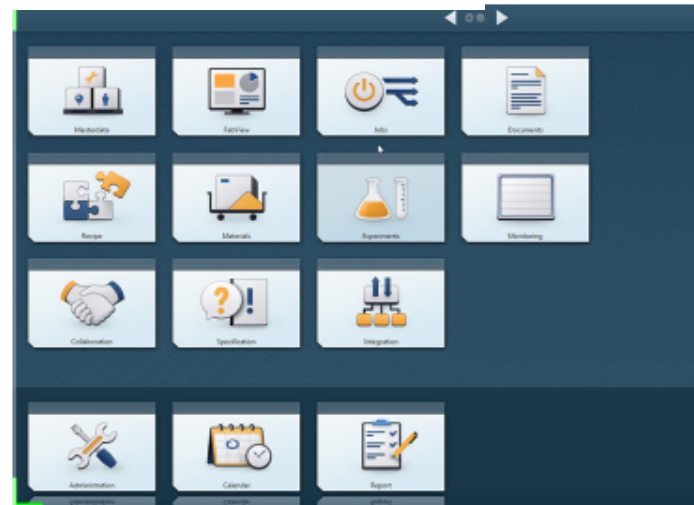 Masterdata
FabView
Jobs
Documents
Recipe
Materials
Experiments
Monitoring
Collaboration
Specification
Integration
Administration
Calendar
Report